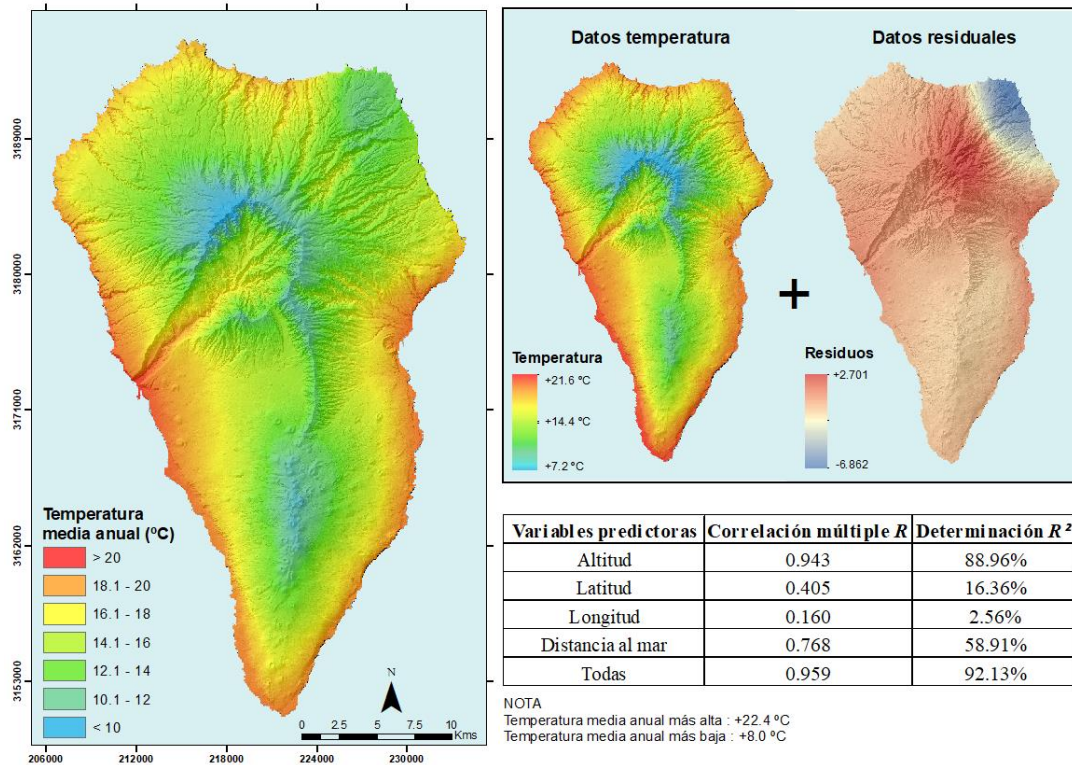 3189000
3180000
3171000
3162000
3153000
206000 212000 218000 224000 230000
Temperatura
media anual (ºC)
> 20
18.1 - 20
16.1 - 18
14.1 - 16
12.1 - 14
10.1 - 12
< 10
N
0 2.5 5 7.5 10
Kms
Datos temperatura
Datos residuales
+
Temperatura
+21.6 ºC
+14.4 ºC
+7.2 ºC
Residuos
+2.701
-6.862
Variables predictoras Correlación múltiple R Determinación R²
Altitud 0.943 88.96%
Latitud 0.405 16.36%
Longitud 0.160 2.56%
Distancia al mar 0.768 58.91%
Todas 0.959 92.13%
NOTA
Temperatura media anual más alta : +22.4 ºC
Temperatura media anual más baja : +8.0 ºC